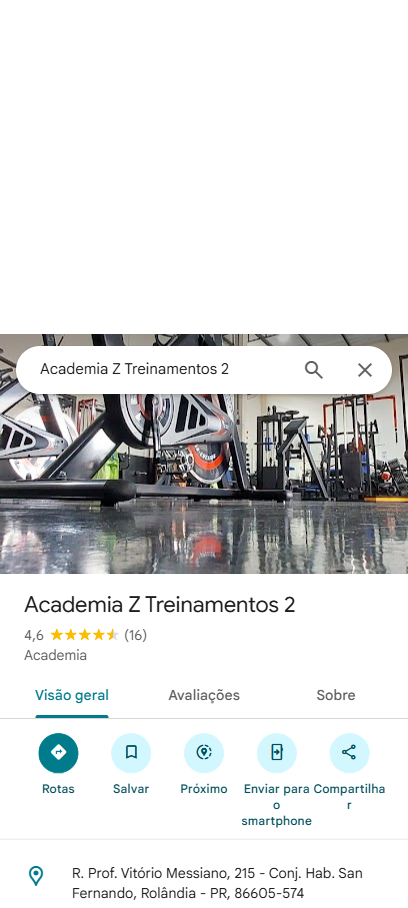 Academia Z Treinamentos 2
Academia Z Treinamentos 2
4,6 (16)
Academia
Visão geral
Avaliações
Sobre
Rotas
Salvar
Próximo
Enviar para
o
smartphone
Compartilha
r
R. Prof. Vitório Messiano, 215 - Conj. Hab. San
Fernando, Rolândia - PR, 86605-574